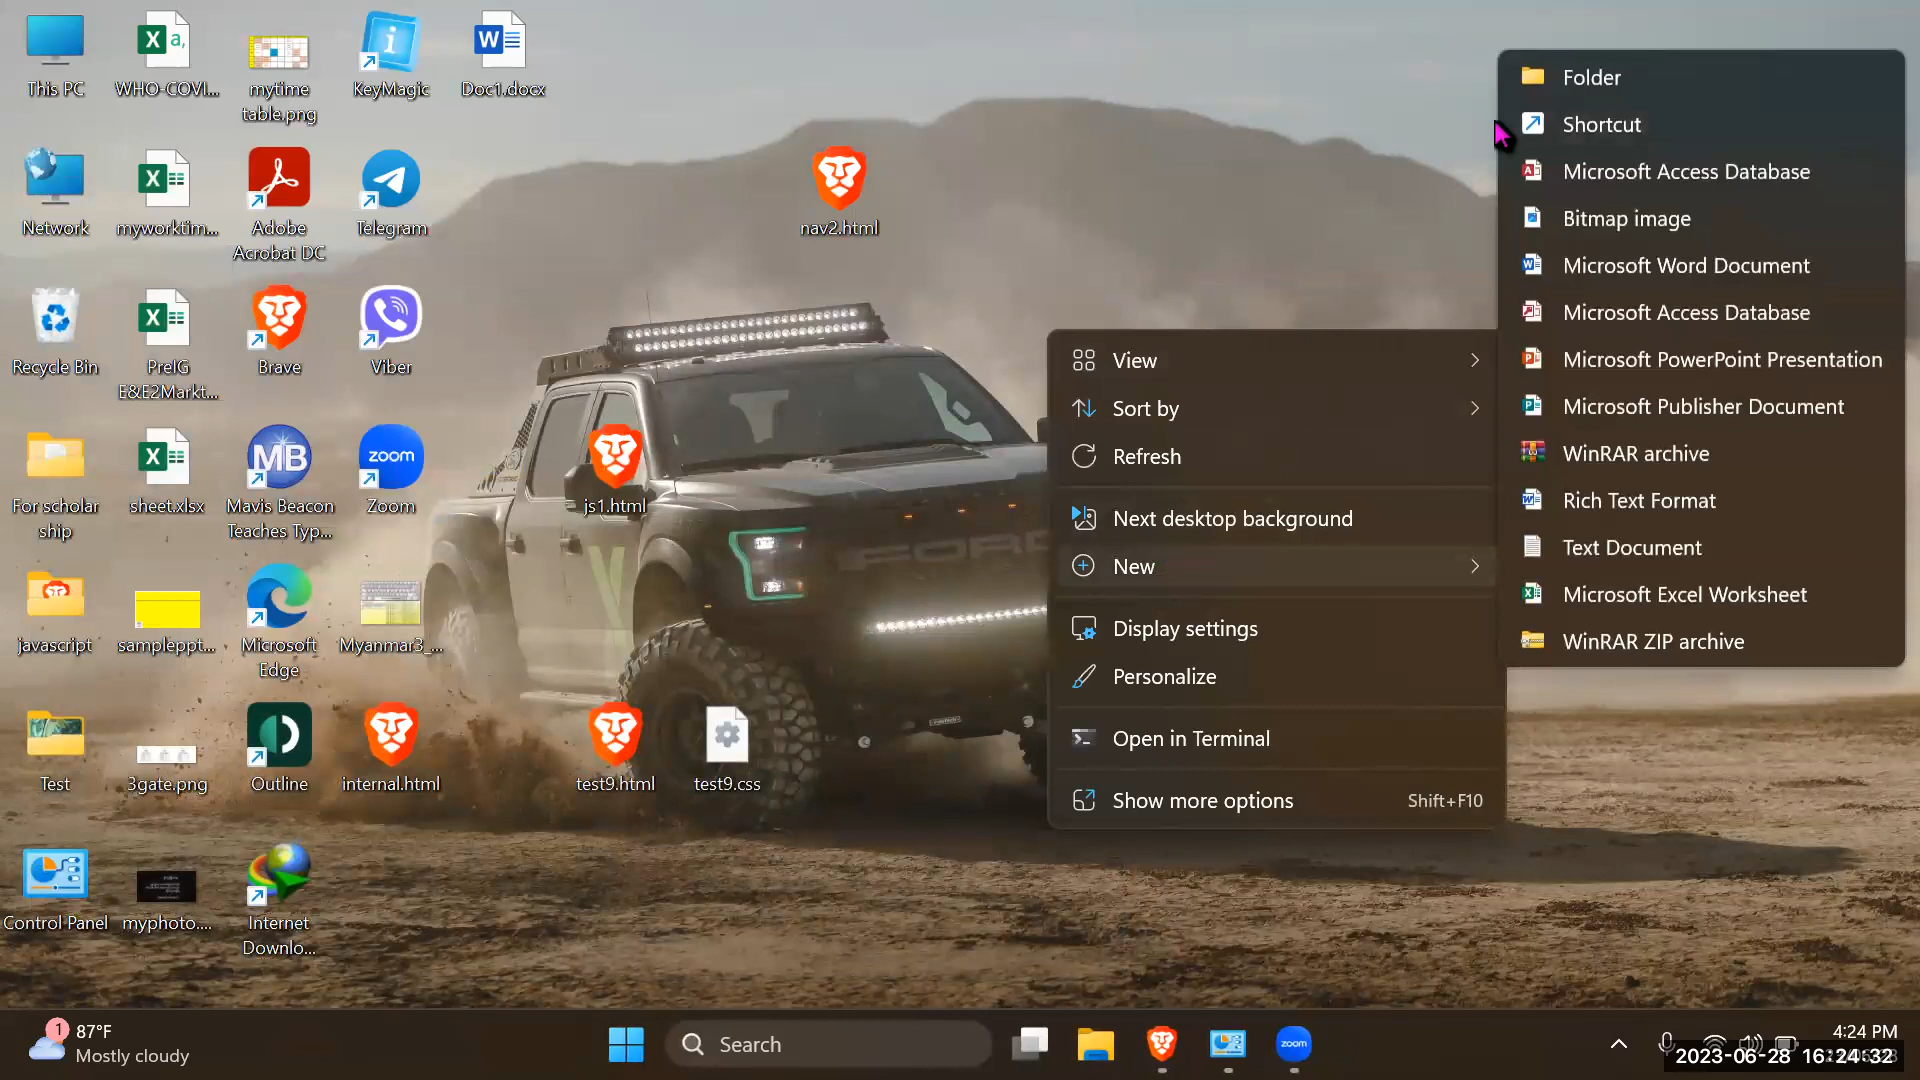 This PC
WHO-COVI...
mytime
table.png
KeyMagic
Doc1.docx
Network
myworktim...
Adobe
Acrobat DC
Telegram
nav2.html
Recycle Bin
PreIG
E&E2Markt...
Brave
Viber
For scholar
ship
sheet.xlsx
Mavis Beacon
Teaches Typ...
MB
zoom
Zoom
js1.html
javascript
sampleppt...
Microsoft
Edge
Myanmar3_...
Test
3gate.png
Outline
internal.html
test9.html
test9.css
Control Panel
myphoto....
Internet
Downlo...
FORD
View
Sort by
Refresh
Next desktop background
New
Display settings
Personalize
Open in Terminal
Show more options Shift+F10
Folder
Shortcut
Microsoft Access Database
Bitmap image
Microsoft Word Document
Microsoft Access Database
Microsoft PowerPoint Presentation
Microsoft Publisher Document
WinRAR archive
Rich Text Format
Text Document
Microsoft Excel Worksheet
WinRAR ZIP archive
1
87°F
Mostly cloudy
Search
zoom
4:24 PM
2023-06-28 16:24:32